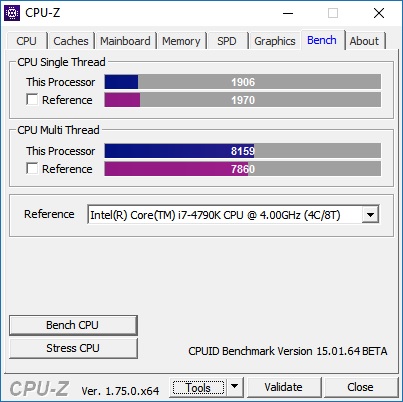 CPU-Z
CPU Caches Mainboard Memory SPD Graphics Bench About
CPU Single Thread
This Processor 1906
Reference 1970
CPU Multi Thread
This Processor 8159
Reference 7860
Reference Intel(R) Core(TM) i7-4790K CPU @ 4.00GHz (4C/8T)
Bench CPU
Stress CPU
CPUID Benchmark Version 15.01.64 BETA
CPU-Z Ver. 1.75.0.x64 Tools Validate Close